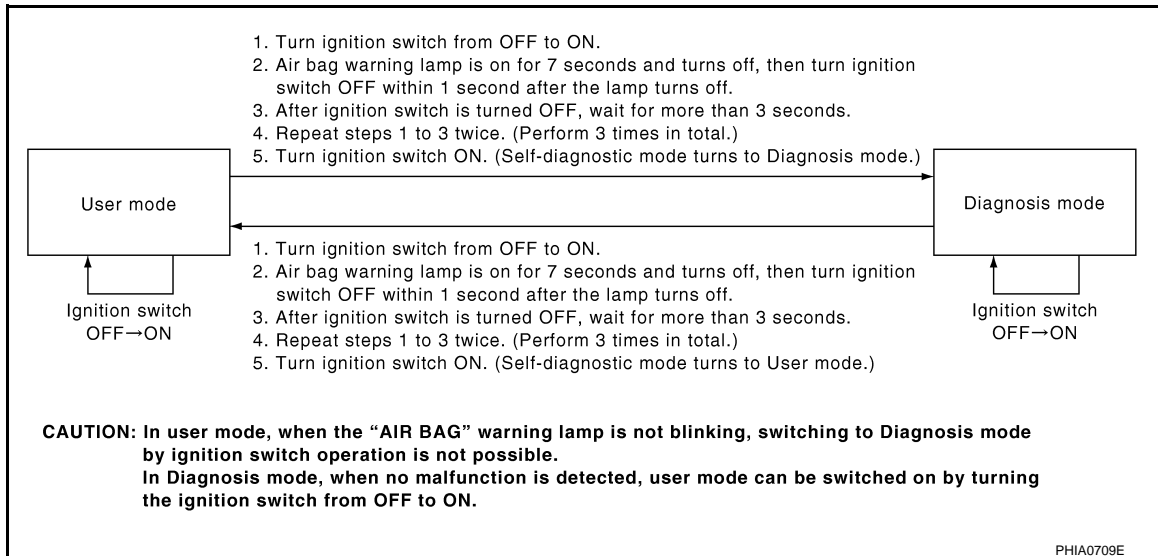 1. Turn ignition switch from OFF to ON.
2. Air bag warning lamp is on for 7 seconds and turns off, then turn ignition
switch OFF within 1 second after the lamp turns off.
3. After ignition switch is turned OFF, wait for more than 3 seconds.
4. Repeat steps 1 to 3 twice. (Perform 3 times in total.)
5. Turn ignition switch ON. (Self-diagnostic mode turns to Diagnosis mode.)
User mode
Diagnosis mode
1. Turn ignition switch from OFF to ON.
2. Air bag warning lamp is on for 7 seconds and turns off, then turn ignition
switch OFF within 1 second after the lamp turns off.
3. After ignition switch is turned OFF, wait for more than 3 seconds.
4. Repeat steps 1 to 3 twice. (Perform 3 times in total.)
5. Turn ignition switch ON. (Self-diagnostic mode turns to User mode.)
Ignition switch
OFF→ON
Ignition switch
OFF→ON
CAUTION: In user mode, when the “AIR BAG” warning lamp is not blinking, switching to Diagnosis mode
by ignition switch operation is not possible.
In Diagnosis mode, when no malfunction is detected, user mode can be switched on by turning
the ignition switch from OFF to ON.
PHIA0709E